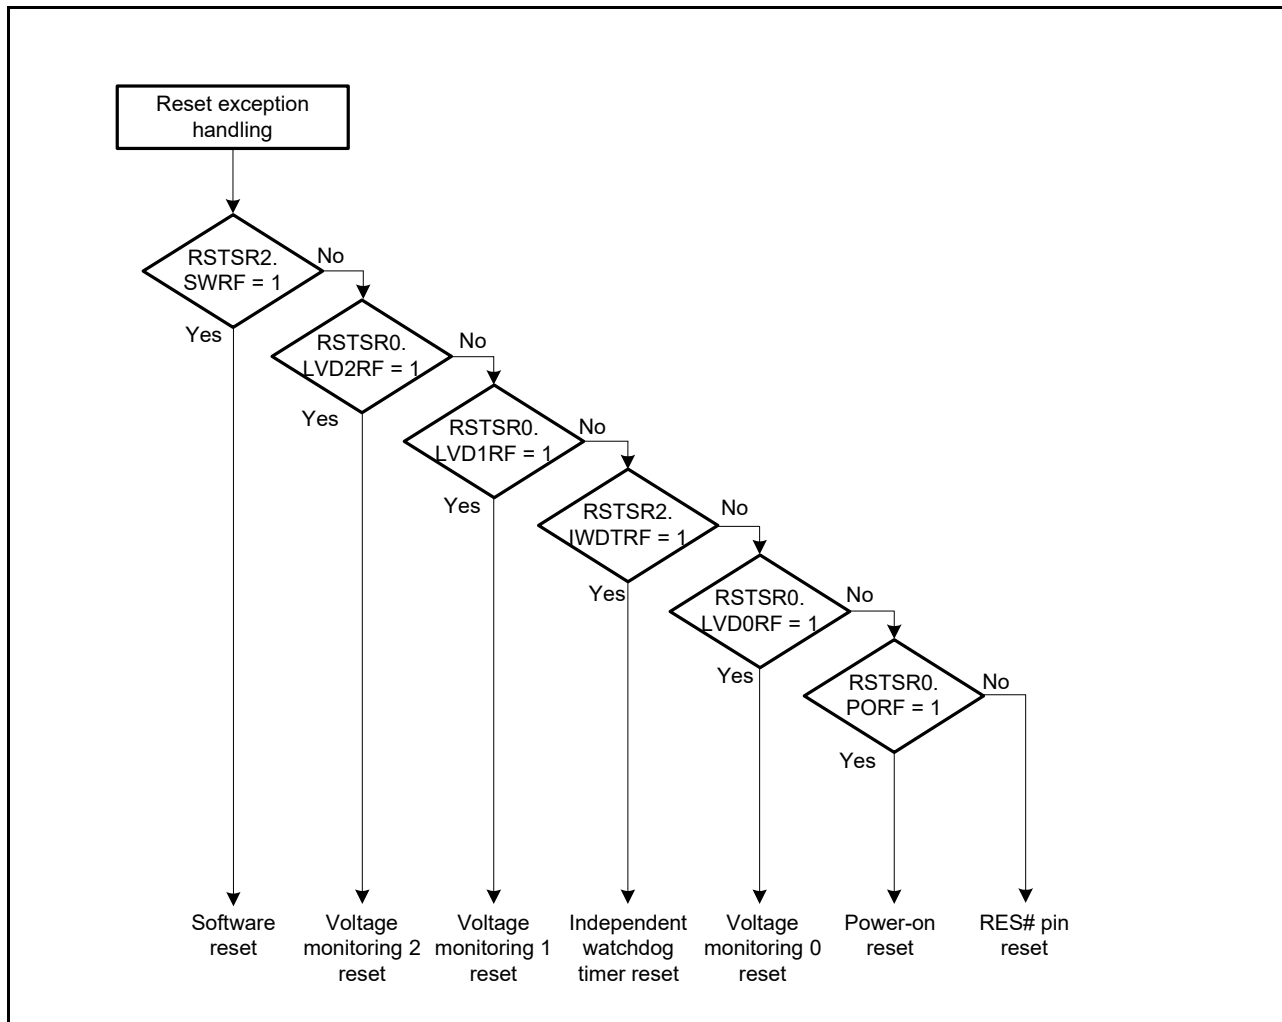 Reset exception
handling
RSTSR2.
SWRF = 1
No
Yes
RSTSR0.
LVD2RF = 1
No
Yes
RSTSR0.
LVD1RF = 1
No
Yes
RSTSR2.
IWDTRF = 1
No
Yes
RSTSR0.
LVD0RF = 1
No
Yes
RSTSR0.
PORF = 1
No
Yes
Software
reset
Voltage
monitoring 2
reset
Voltage
monitoring 1
reset
Independent
watchdog
timer reset
Voltage
monitoring 0
reset
Power-on
reset
RES# pin
reset